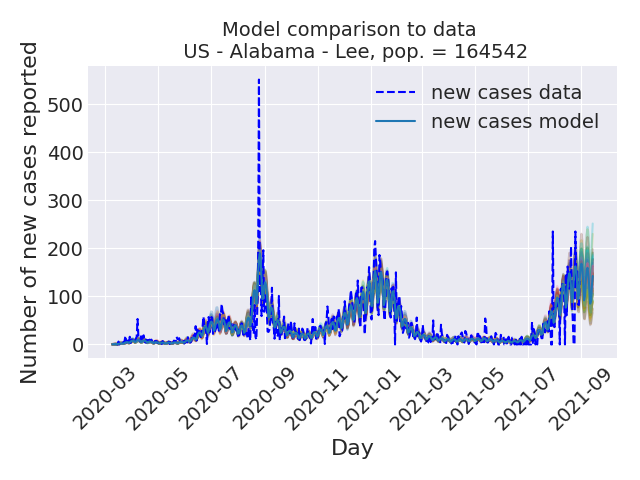 Model comparison to data
US - Alabama - Lee, pop. = 164542
Number of new cases reported
500
400
300
200
100
0
new cases data
new cases model
2020-03
2020-05
2020-07
2020-09
2020-11
2021-01
2021-03
2021-05
2021-07
2021-09
Day